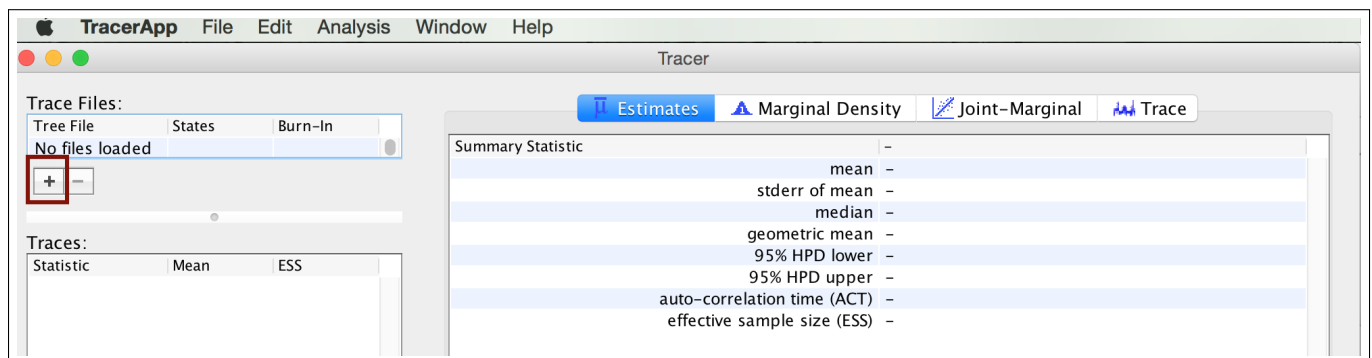 TracerApp File Edit Analysis Window Help
Tracer
Trace Files:
Tree File States Burn-In
No files loaded
+ −
Traces:
Statistic Mean ESS
μ Estimates Marginal Density Joint-Marginal Trace
Summary Statistic -
mean -
stderr of mean -
median -
geometric mean -
95% HPD lower -
95% HPD upper -
auto-correlation time (ACT) -
effective sample size (ESS) -